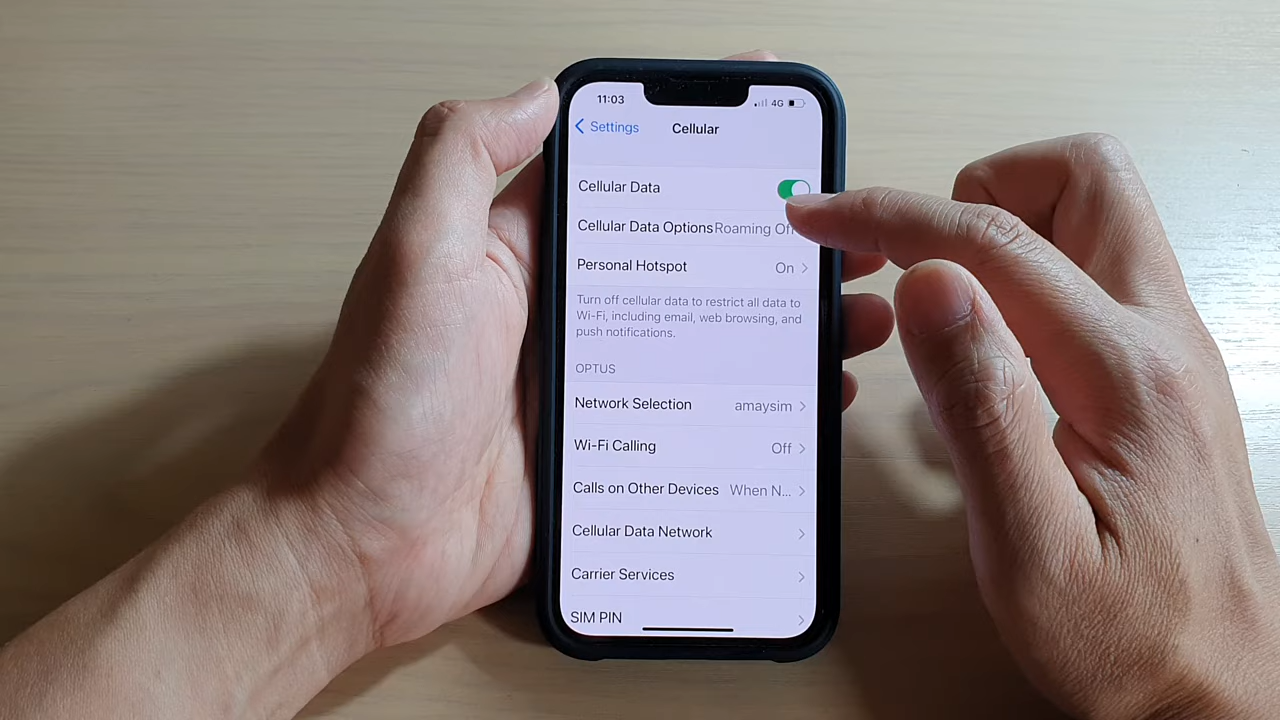 11:03 4G
Settings Cellular
Cellular Data
Cellular Data Options Roaming Off
Personal Hotspot On
Turn off cellular data to restrict all data to
Wi-Fi, including email, web browsing, and
push notifications.
OPTUS
Network Selection amaysim
Wi-Fi Calling Off
Calls on Other Devices When N...
Cellular Data Network
Carrier Services
SIM PIN